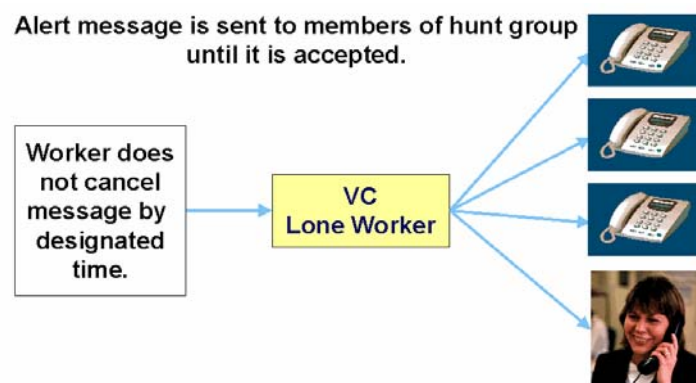 Alert message is sent to members of hunt group
until it is accepted.
Worker does
not cancel
message by
designated
time.
VC
Lone Worker